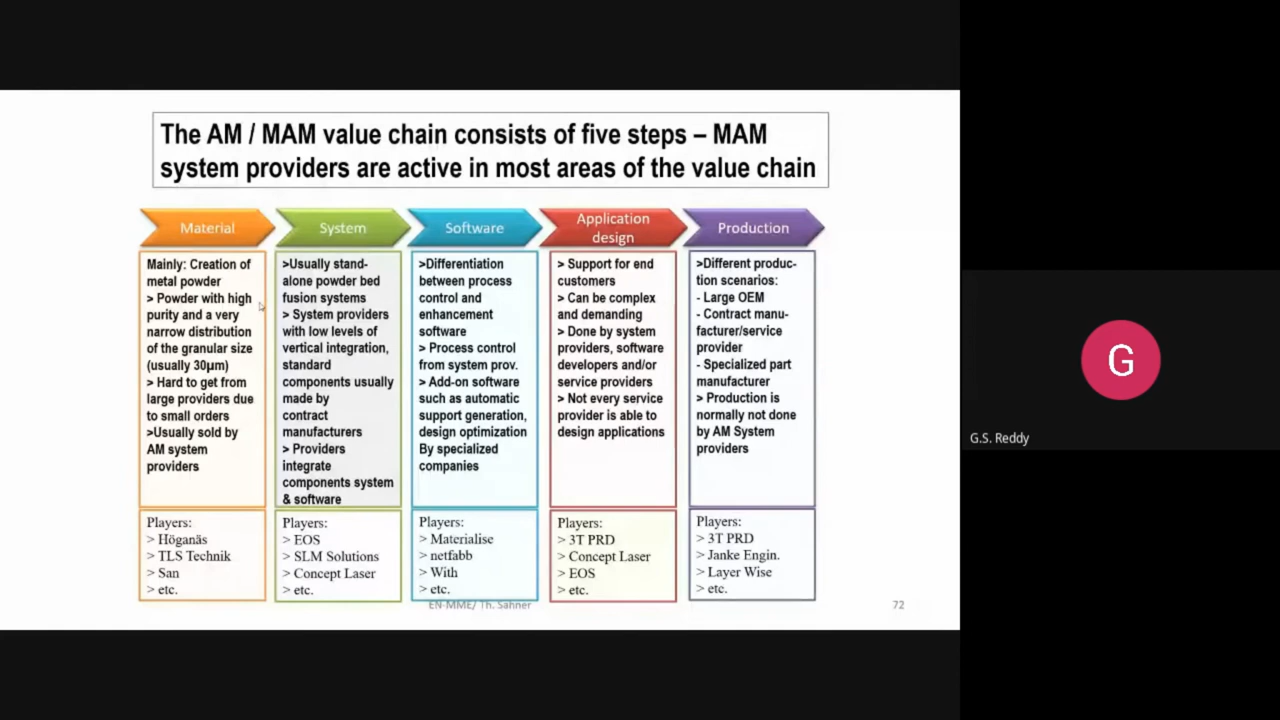 The AM / MAM value chain consists of five steps – MAM
system providers are active in most areas of the value chain
Material
Mainly: Creation of
metal powder
> Powder with high
purity and a very
narrow distribution
of the granular size
(usually 30µm)
> Hard to get from
large providers due
to small orders
>Usually sold by
AM system
providers
Players:
> Höganäs
> TLS Technik
> San
> etc.
System
>Usually stand-
alone powder bed
fusion systems
> System providers
with low levels of
vertical integration,
standard
components usually
made by
contract
manufacturers
> Providers
integrate
components system
& software
Players:
> EOS
> SLM Solutions
> Concept Laser
> etc.
Software
>Differentiation
between process
control and
enhancement
software
> Process control
from system prov.
> Add-on software
such as automatic
support generation,
design optimization
By specialized
companies
Players:
> Materialise
> netfabb
> With
> etc.
Application
design
> Support for end
customers
> Can be complex
and demanding
> Done by system
providers, software
developers and/or
service providers
> Not every service
provider is able to
design applications
Players:
> 3T PRD
> Concept Laser
> EOS
> etc.
Production
>Different produc-
tion scenarios:
- Large OEM
- Contract manu-
facturer/service
provider
- Specialized part
manufacturer
> Production is
normally not done
by AM System
providers
Players:
> 3T PRD
> Janke Engin.
> Layer Wise
> etc.
EN-MME/ Th. Sahner
72
G
G.S. Reddy